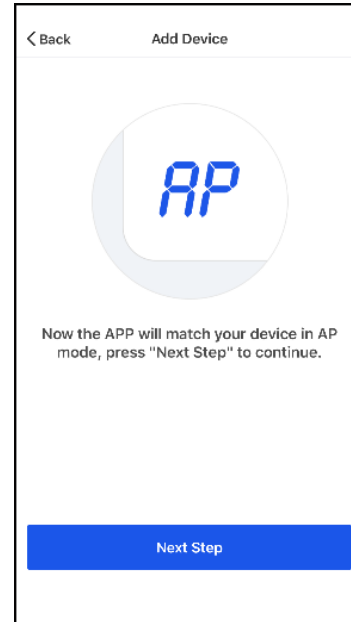 Back
Add Device
AP
Now the APP will match your device in AP
mode, press "Next Step" to continue.
Next Step